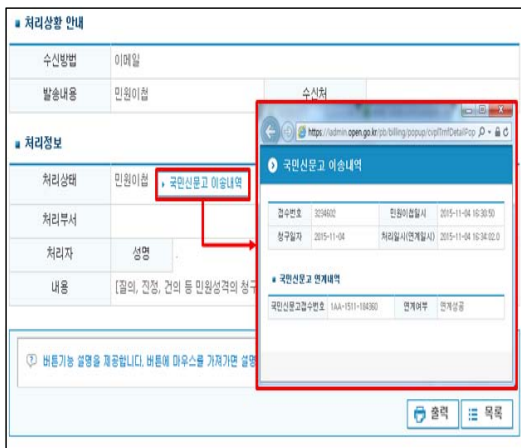 처리상황 안내
수신방법 이메일
발송내용 민원이첩 수신처
처리정보
처리상태 민원이첩 국민신문고 이송내역
처리부서
처리자 성명
내용 [질의, 진정, 건의 등 민원성격의 청구
버튼기능 설명을 제공합니다. 버튼에 마우스를 가져가면 설명
출력 목록
https://admin.open.go.kr/pb/billing/popup/cvplTrnfDetailPop
국민신문고 이송내역
접수번호 3234602 민원이첩일시 2015-11-04 16:30:50
청구일자 2015-11-04 처리일시(연계일시) 2015-11-04 16:34:02.0
국민신문고 연계내역
국민신문고접수번호 1AA-1511-104360 연계여부 연계성공